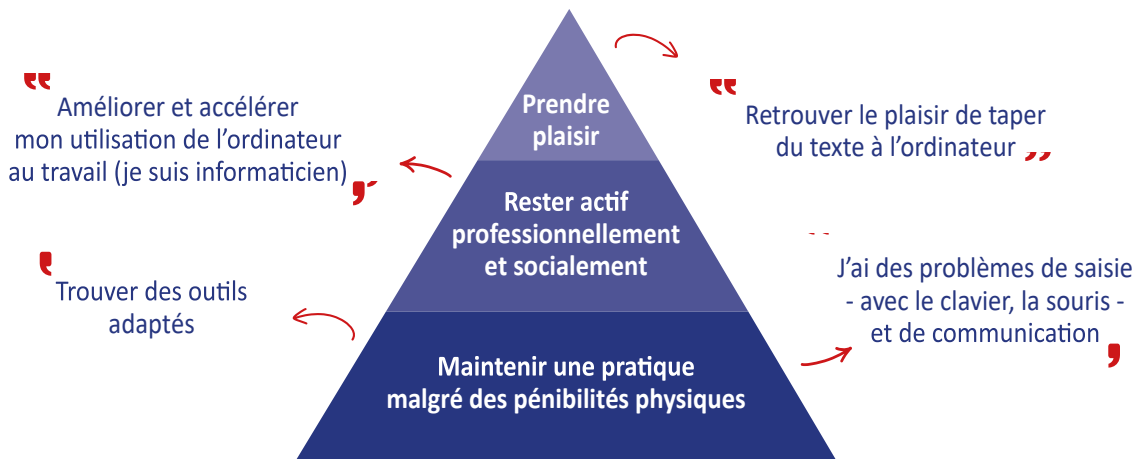 Prendre
plaisir
Retrouver le plaisir de taper
du texte à l’ordinateur ”
“
Améliorer et accélérer
mon utilisation de l’ordinateur
au travail (je suis informaticien)
Rester actif
professionnellement
et socialement
J’ai des problèmes de saisie
- avec le clavier, la souris -
et de communication
Trouver des outils
adaptés
Maintenir une pratique
malgré des pénibilités physiques